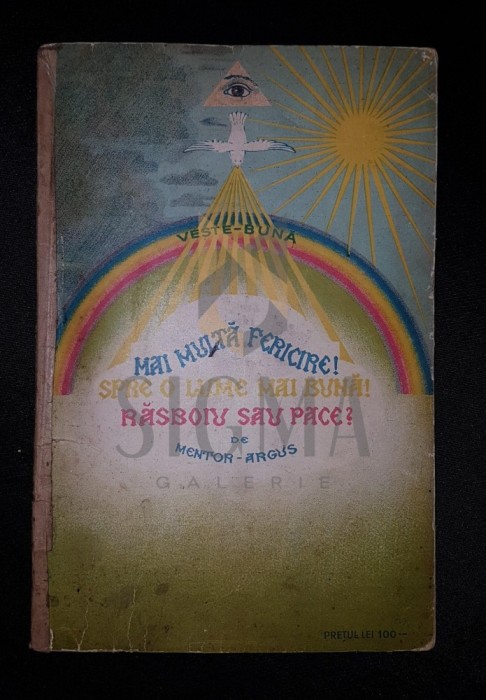 VESTE-BUNĂ
MAI MULTĂ FERICIRE!
SPRE O LUME MAI BUNĂ!
RĂSBOIU SAU PACE?
DE
MENTOR-ARGUS
SIGMA
GALERIE
PREȚUL LEI 100—